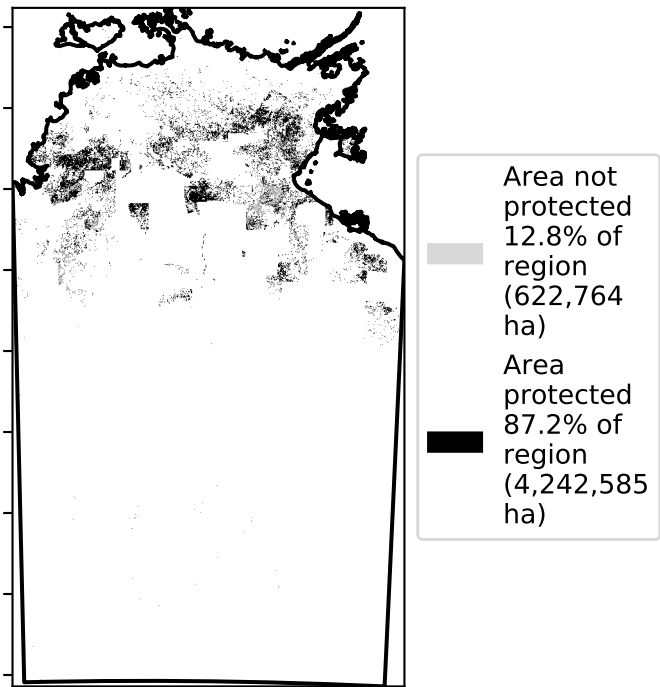 Area not
protected
12.8% of
region
(622,764
ha)
Area
protected
87.2% of
region
(4,242,585
ha)